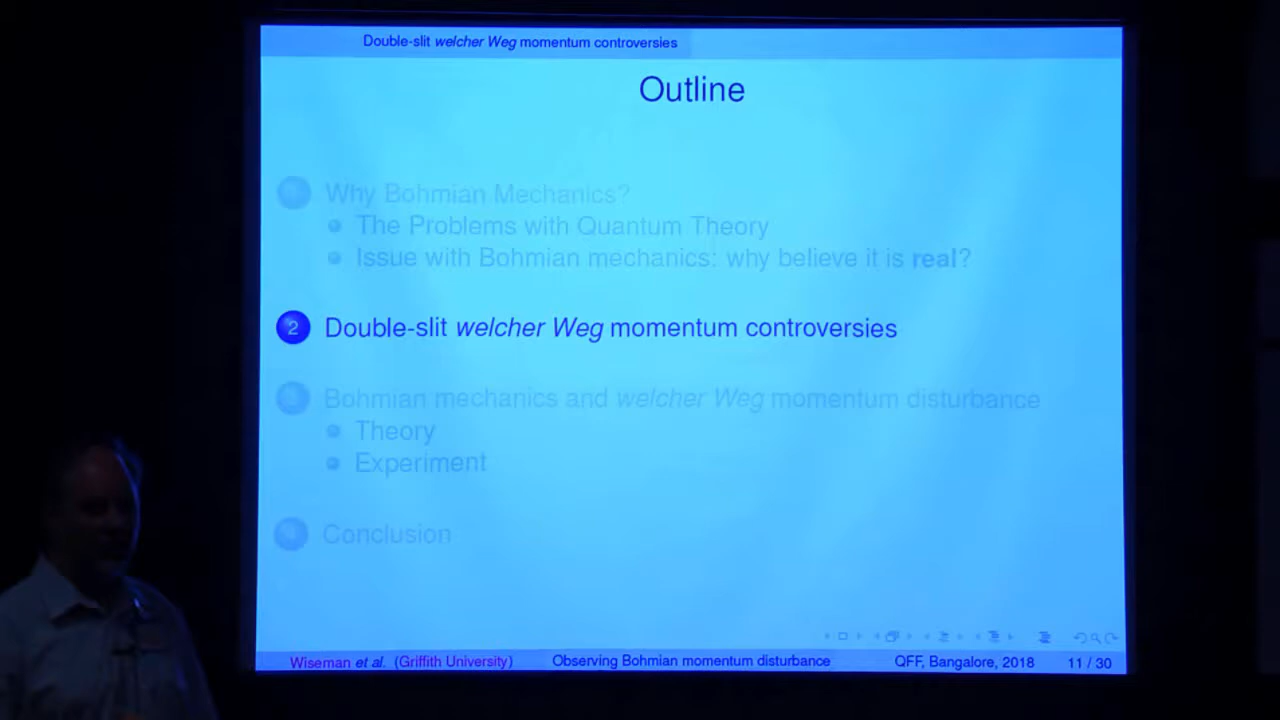 Double-slit welcher Weg momentum controversies
Outline
Why Bohmian Mechanics?
The Problems with Quantum Theory
Issue with Bohmian mechanics: why believe it is real?
2 Double-slit welcher Weg momentum controversies
Bohmian mechanics and welcher Weg momentum disturbance
Theory
Experiment
Conclusion
Wiseman et al. (Griffith University) Observing Bohmian momentum disturbance QFF, Bangalore, 2018 11 / 30